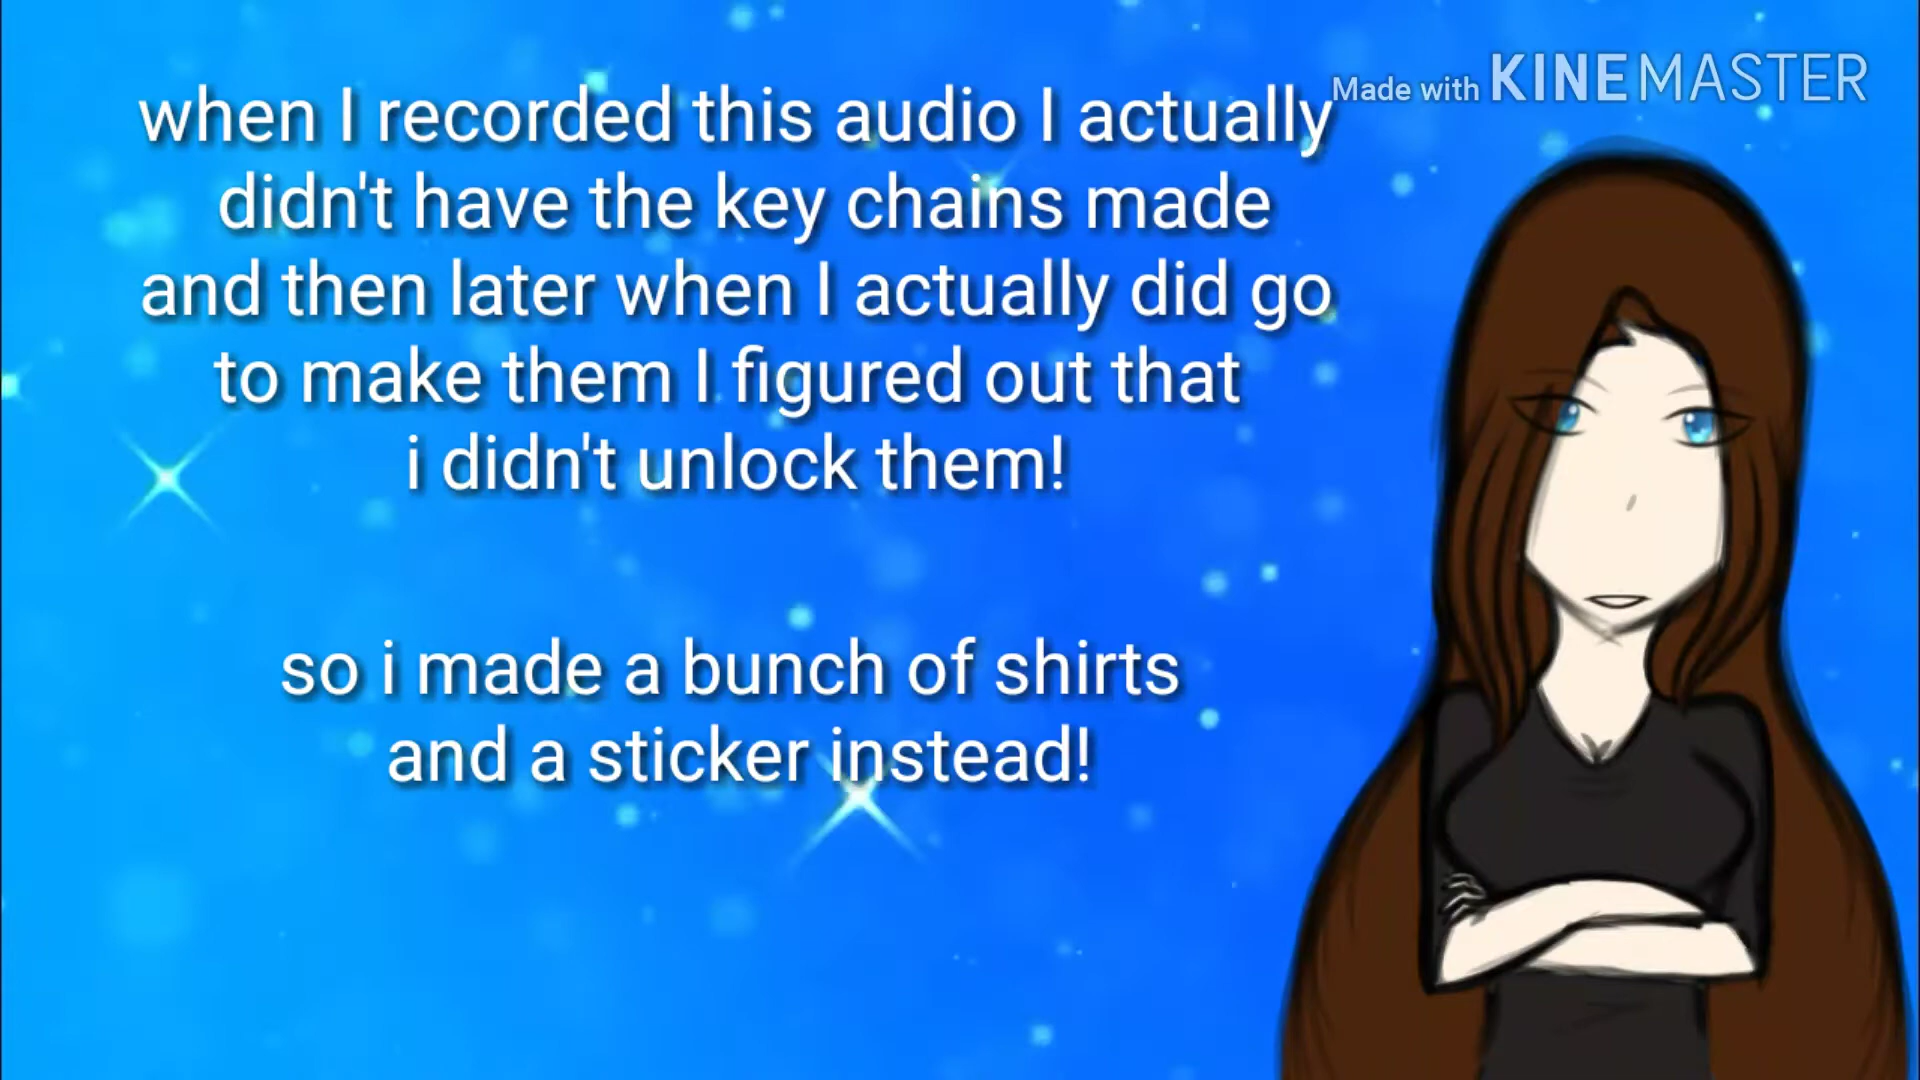 Made with KINEMASTER
when I recorded this audio I actually
didn't have the key chains made
and then later when I actually did go
to make them I figured out that
i didn't unlock them!
so i made a bunch of shirts
and a sticker instead!